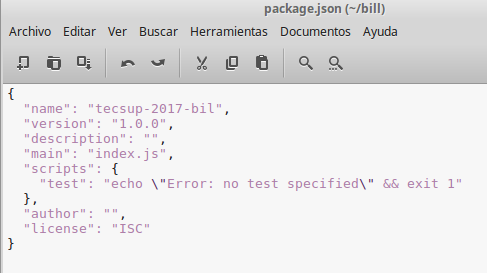 package.json (~/bill)
Archivo Editar Ver Buscar Herramientas Documentos Ayuda
{
  "name": "tecsup-2017-bil",
  "version": "1.0.0",
  "description": "",
  "main": "index.js",
  "scripts": {
    "test": "echo \"Error: no test specified\" && exit 1"
  },
  "author": "",
  "license": "ISC"
}